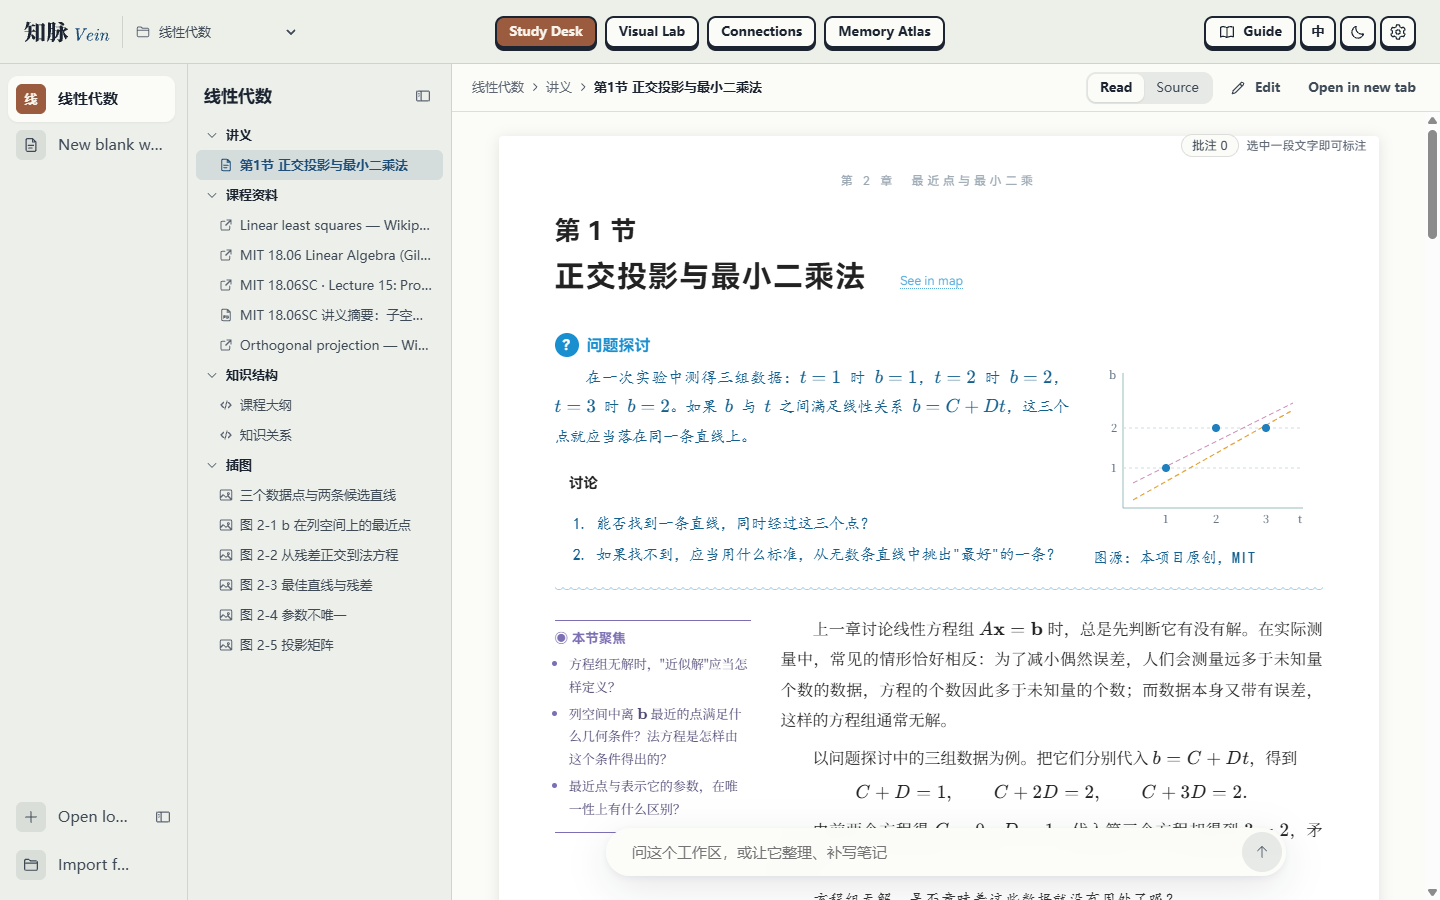 知脉 Vein
线性代数
Study Desk
Visual Lab
Connections
Memory Atlas
Guide
中
线 线性代数
New blank w...
Open lo...
Import f...
线性代数
讲义
第1节 正交投影与最小二乘法
课程资料
Linear least squares — Wikip...
MIT 18.06 Linear Algebra (Gil...
MIT 18.06SC · Lecture 15: Pro...
MIT 18.06SC 讲义摘要：子空...
Orthogonal projection — Wi...
知识结构
课程大纲
知识关系
插图
三个数据点与两条候选直线
图 2-1 b 在列空间上的最近点
图 2-2 从残差正交到法方程
图 2-3 最佳直线与残差
图 2-4 参数不唯一
图 2-5 投影矩阵
线性代数 > 讲义 > 第1节 正交投影与最小二乘法
Read
Source
Edit
Open in new tab
批注 0
选中一段文字即可标注
第 2 章 最近点与最小二乘
第 1 节
正交投影与最小二乘法
See in map
? 问题探讨
在一次实验中测得三组数据：t = 1 时 b = 1，t = 2 时 b = 2，
t = 3 时 b = 2。如果 b 与 t 之间满足线性关系 b = C + Dt，这三个
点就应当落在同一条直线上。
讨论
1. 能否找到一条直线，同时经过这三个点？
2. 如果找不到，应当用什么标准，从无数条直线中挑出"最好"的一条？
b
2
1
1 2 3 t
图源：本项目原创，MIT
本节聚焦
方程组无解时，"近似解"应当怎
样定义？
列空间中离 b 最近的点满足什
么几何条件？法方程是怎样由
这个条件得出的？
最近点与表示它的参数，在唯
一性上有什么区别？
上一章讨论线性方程组 Ax = b 时，总是先判断它有没有解。在实际测
量中，常见的情形恰好相反：为了减小偶然误差，人们会测量远多于未知量
个数的数据，方程的个数因此多于未知量的个数；而数据本身又带有误差，
这样的方程组通常无解。
以问题探讨中的三组数据为例。把它们分别代入 b = C + Dt，得到
C + D = 1, C + 2D = 2, C + 3D = 2.
问这个工作区，或让它整理、补写笔记